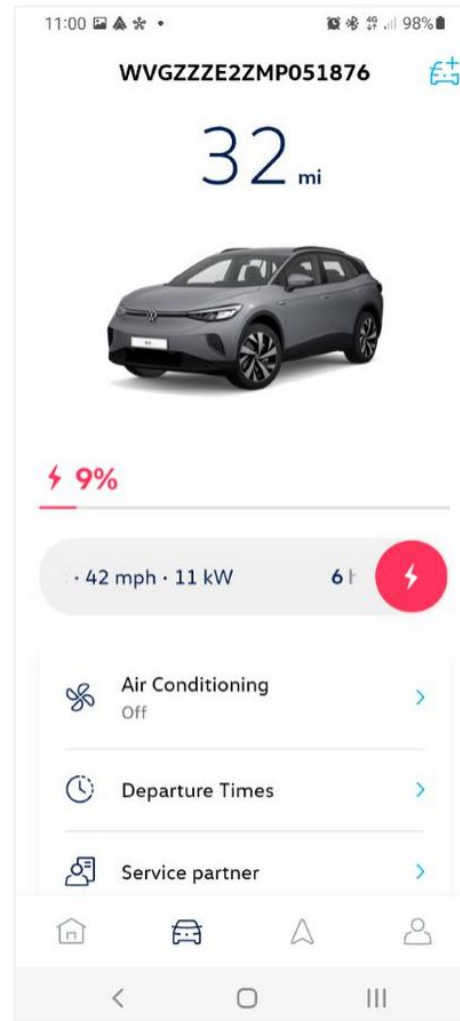 11:00 98%
WVGZZZE2ZMP051876
32 mi
9%
· 42 mph · 11 kW 6
Air Conditioning
Off
Departure Times
Service partner